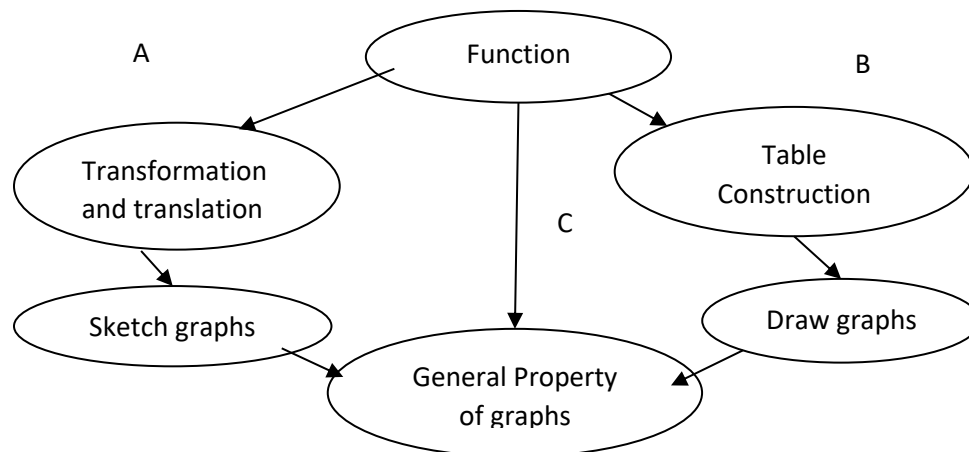 A
Function
B
Transformation
and translation
Table
Construction
C
Sketch graphs
Draw graphs
General Property
of graphs